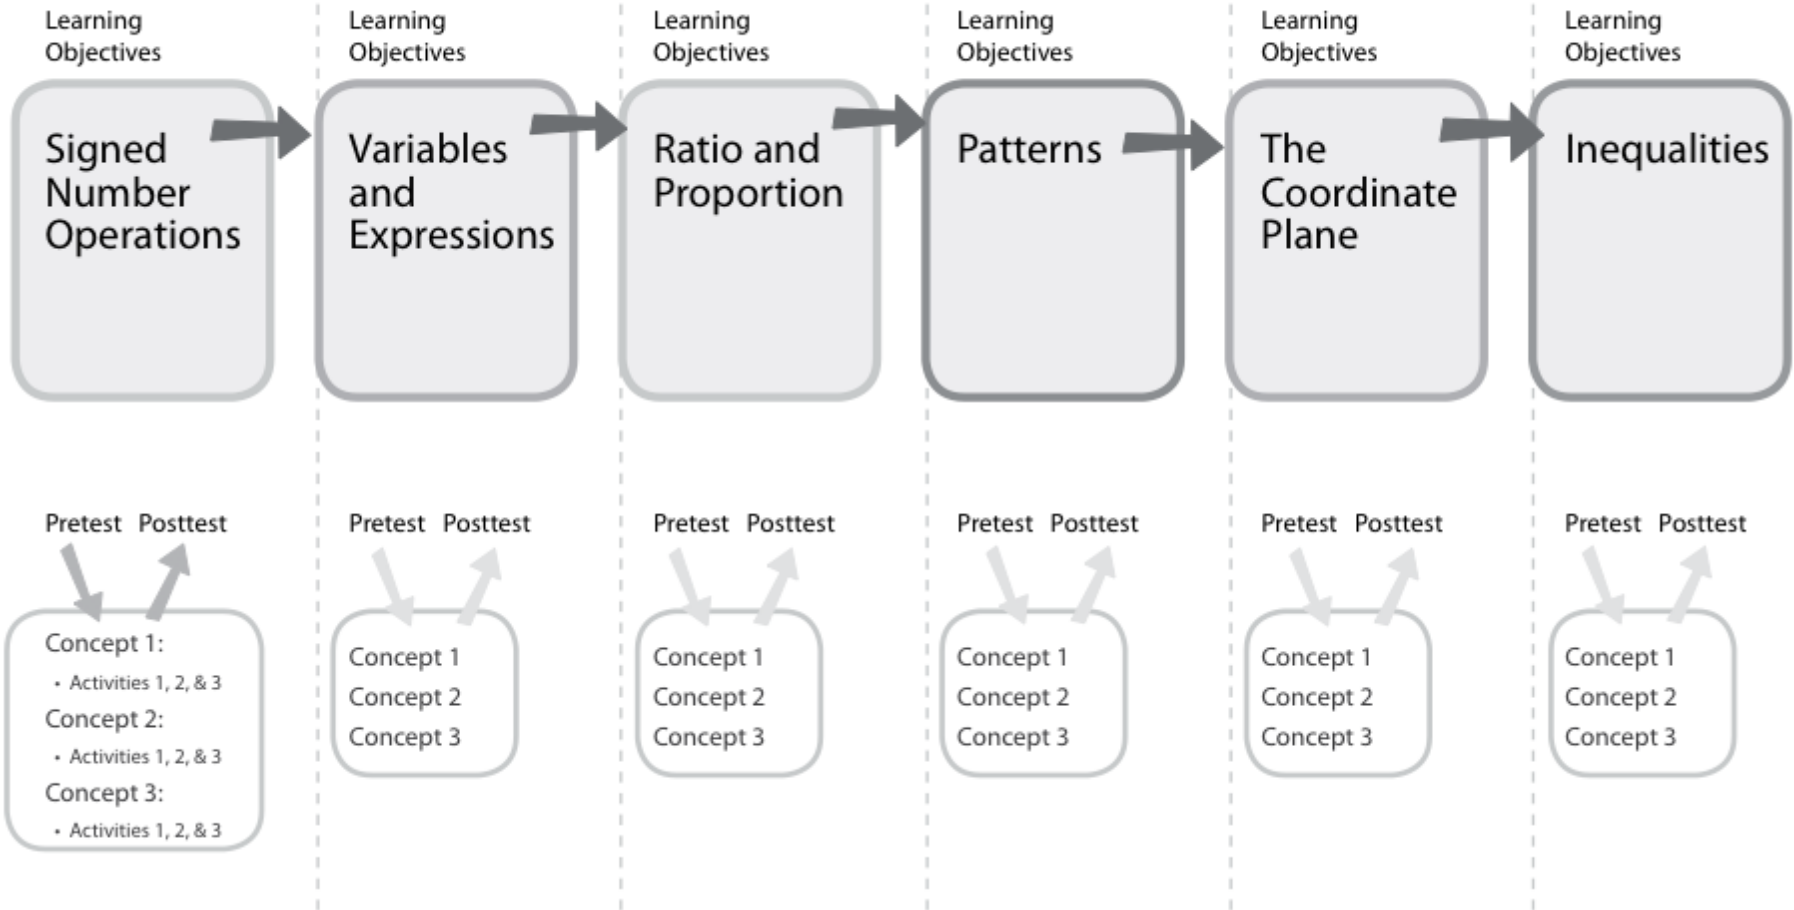 Learning
Objectives
Signed
Number
Operations
Pretest Posttest
Concept 1:
• Activities 1, 2, & 3
Concept 2:
• Activities 1, 2, & 3
Concept 3:
• Activities 1, 2, & 3
Learning
Objectives
Variables
and
Expressions
Pretest Posttest
Concept 1
Concept 2
Concept 3
Learning
Objectives
Ratio and
Proportion
Pretest Posttest
Concept 1
Concept 2
Concept 3
Learning
Objectives
Patterns
Pretest Posttest
Concept 1
Concept 2
Concept 3
Learning
Objectives
The
Coordinate
Plane
Pretest Posttest
Concept 1
Concept 2
Concept 3
Learning
Objectives
Inequalities
Pretest Posttest
Concept 1
Concept 2
Concept 3